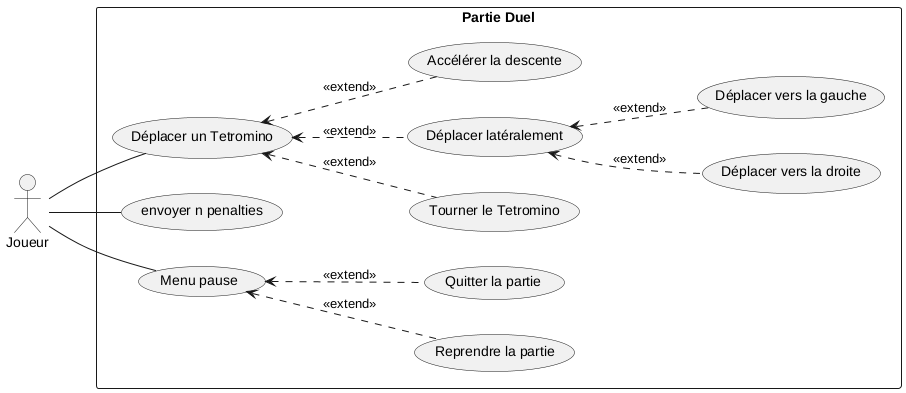 Partie Duel
Accélérer la descente
«extend»
Déplacer vers la gauche
«extend»
Déplacer un Tetromino
«extend»
Déplacer latéralement
«extend»
«extend»
Déplacer vers la droite
envoyer n penalties
Tourner le Tetromino
Joueur
Menu pause
«extend»
Quitter la partie
«extend»
Reprendre la partie